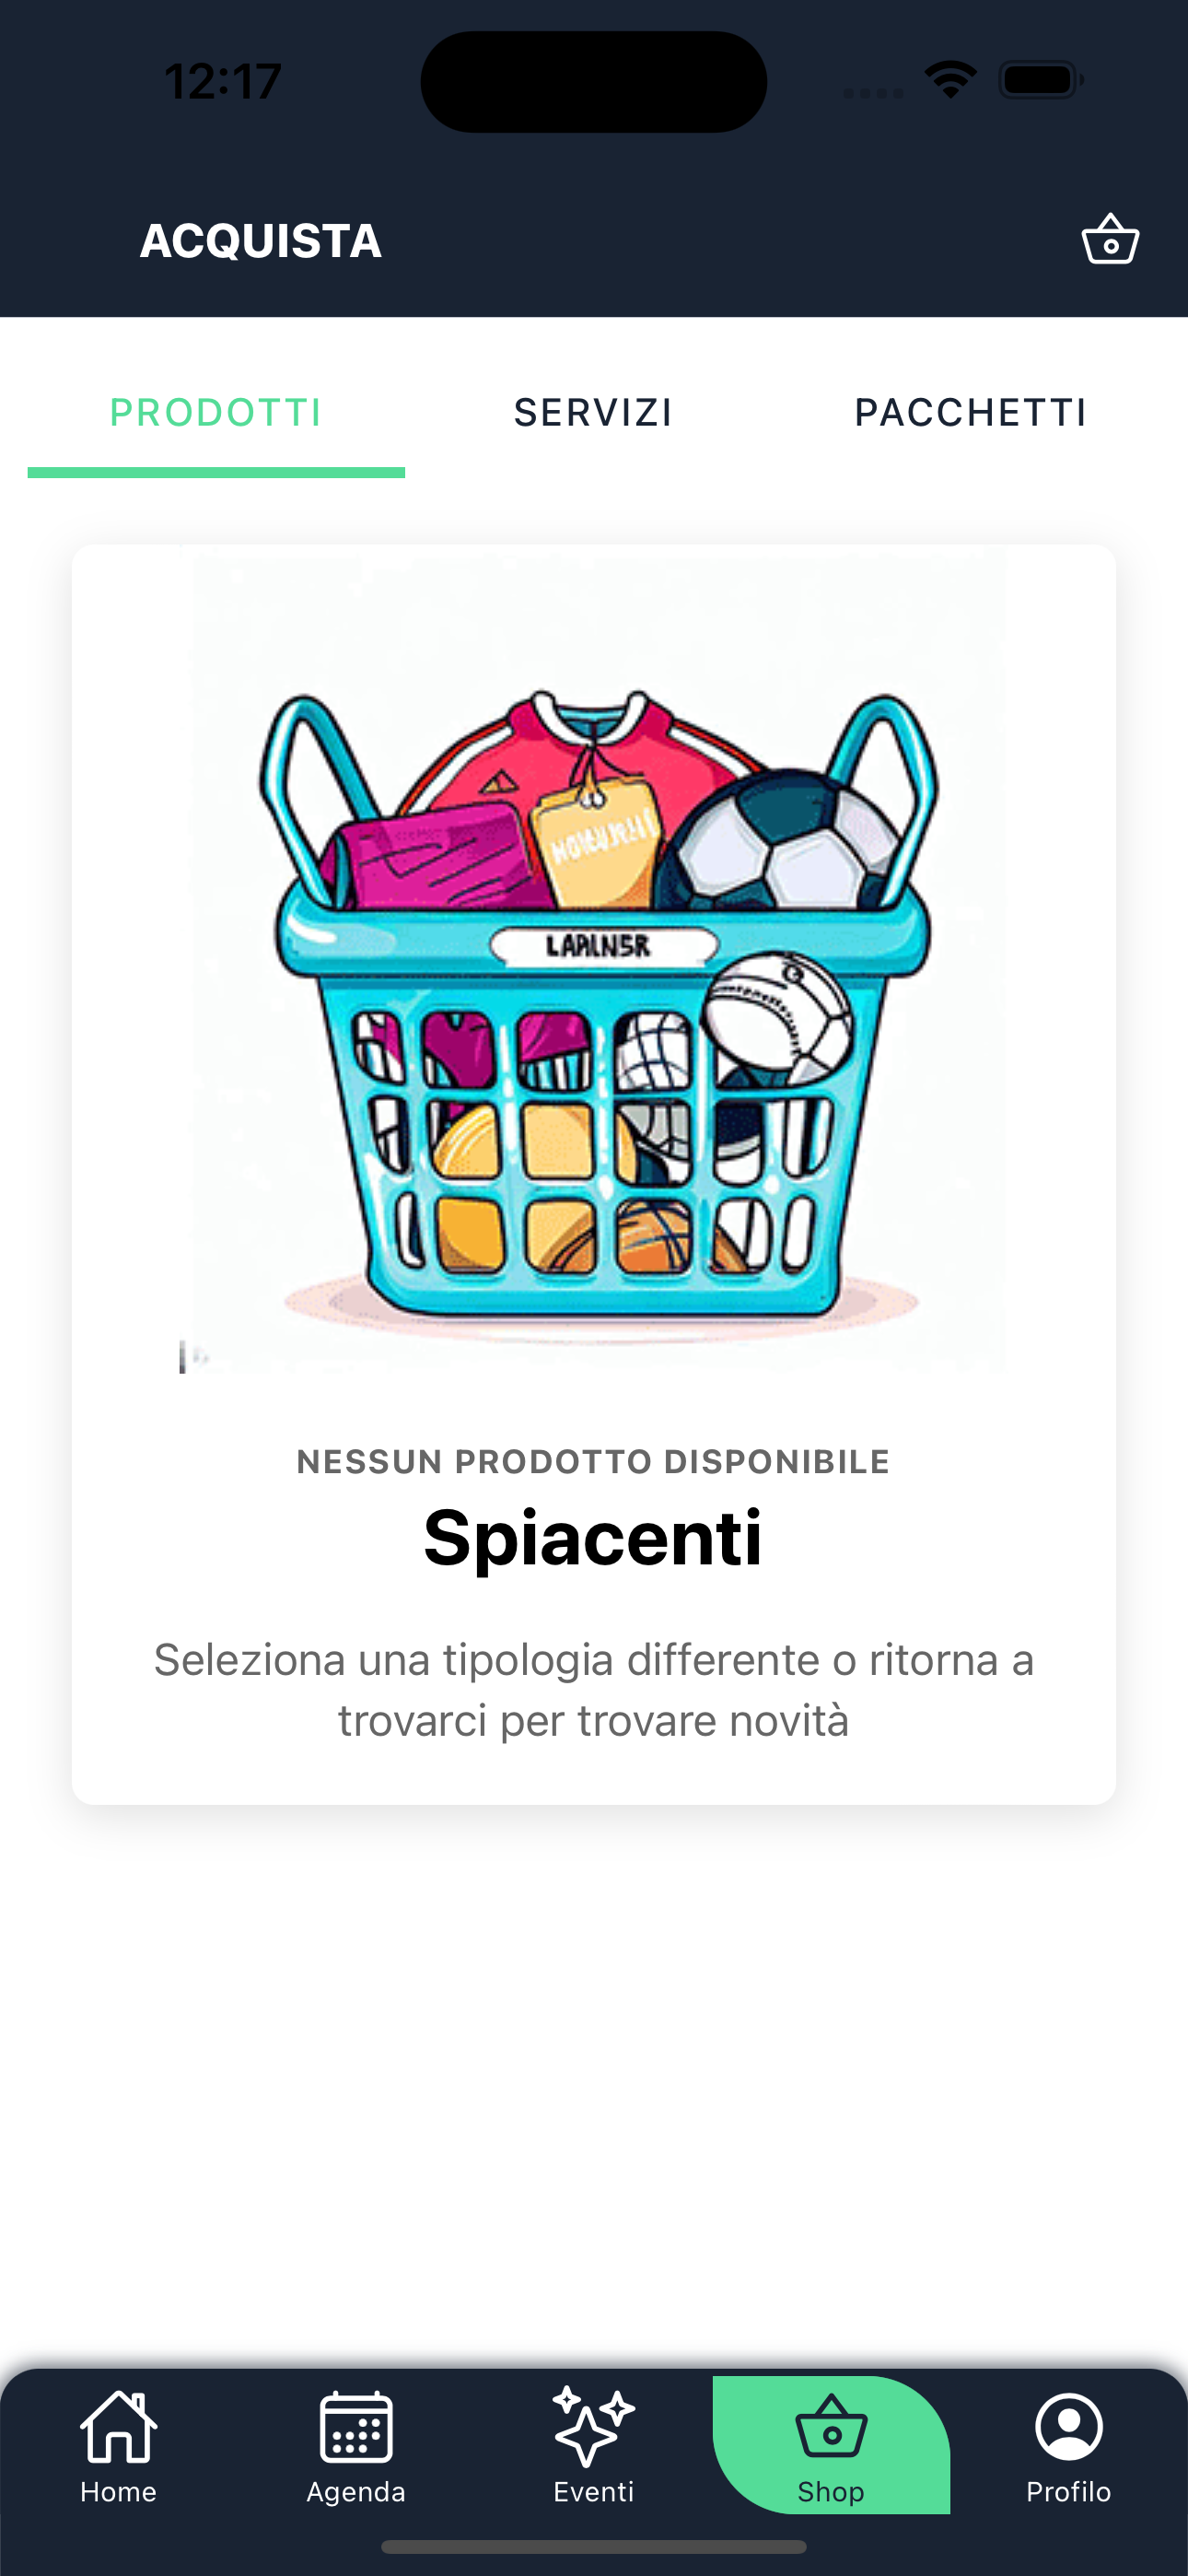 12:17
ACQUISTA
PRODOTTI SERVIZI PACCHETTI
NESSUN PRODOTTO DISPONIBILE
Spiacenti
Seleziona una tipologia differente o ritorna a
trovarci per trovare novità
Home Agenda Eventi Shop Profilo